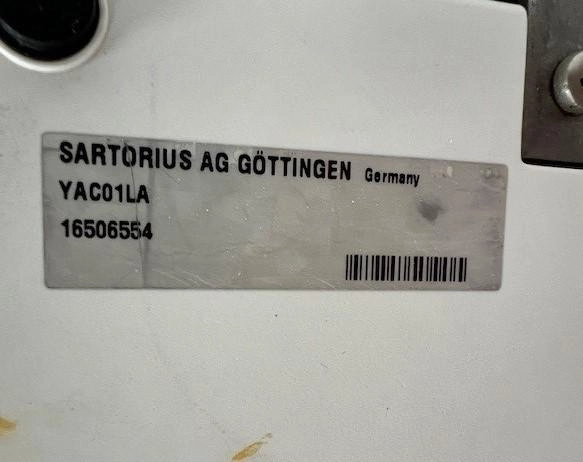 SARTORIUS AG GÖTTINGEN Germany
YAC01LA
16506554